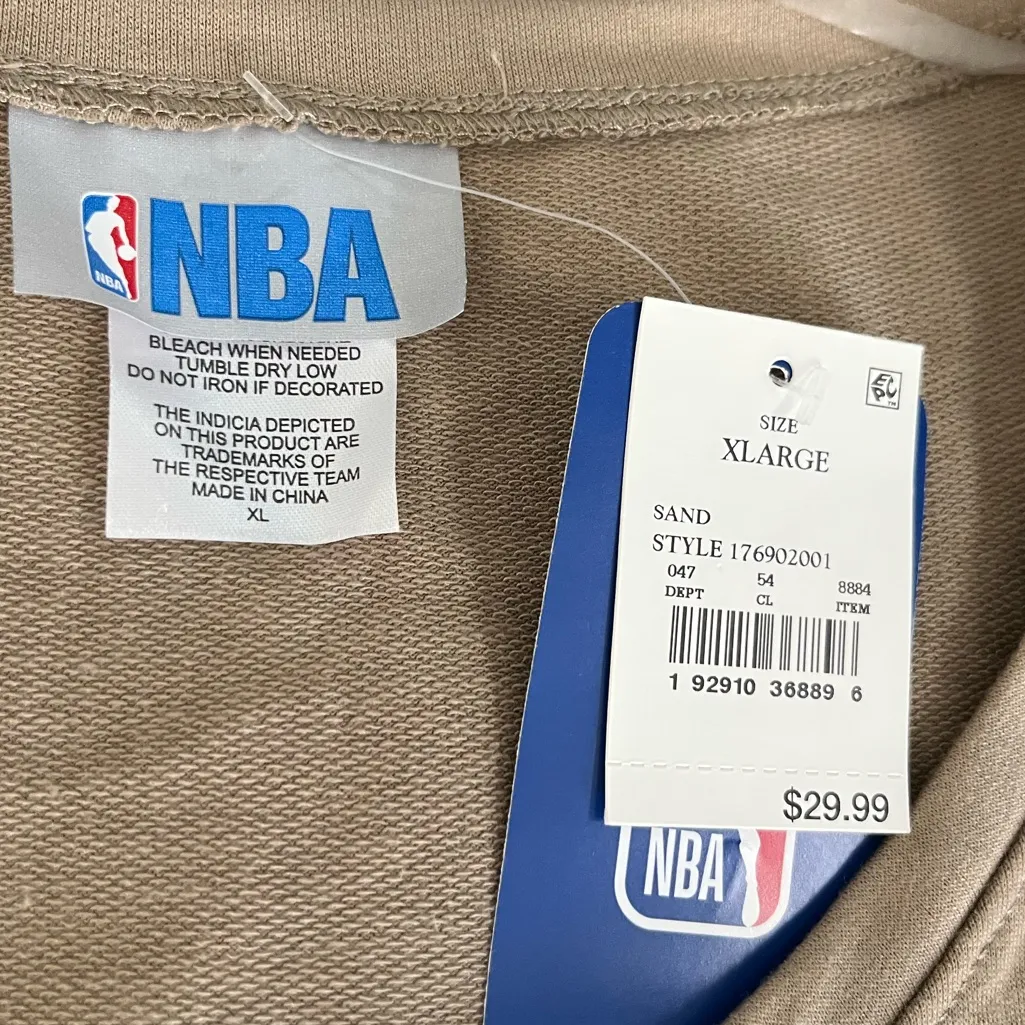 NBA
NBA
BLEACH WHEN NEEDED
TUMBLE DRY LOW
DO NOT IRON IF DECORATED
THE INDICIA DEPICTED
ON THIS PRODUCT ARE
TRADEMARKS OF
THE RESPECTIVE TEAM
MADE IN CHINA
XL
EPC™
SIZE
XLARGE
SAND
STYLE 176902001
047 54 8884
DEPT CL ITEM
1 92910 36889 6
$29.99
NBA